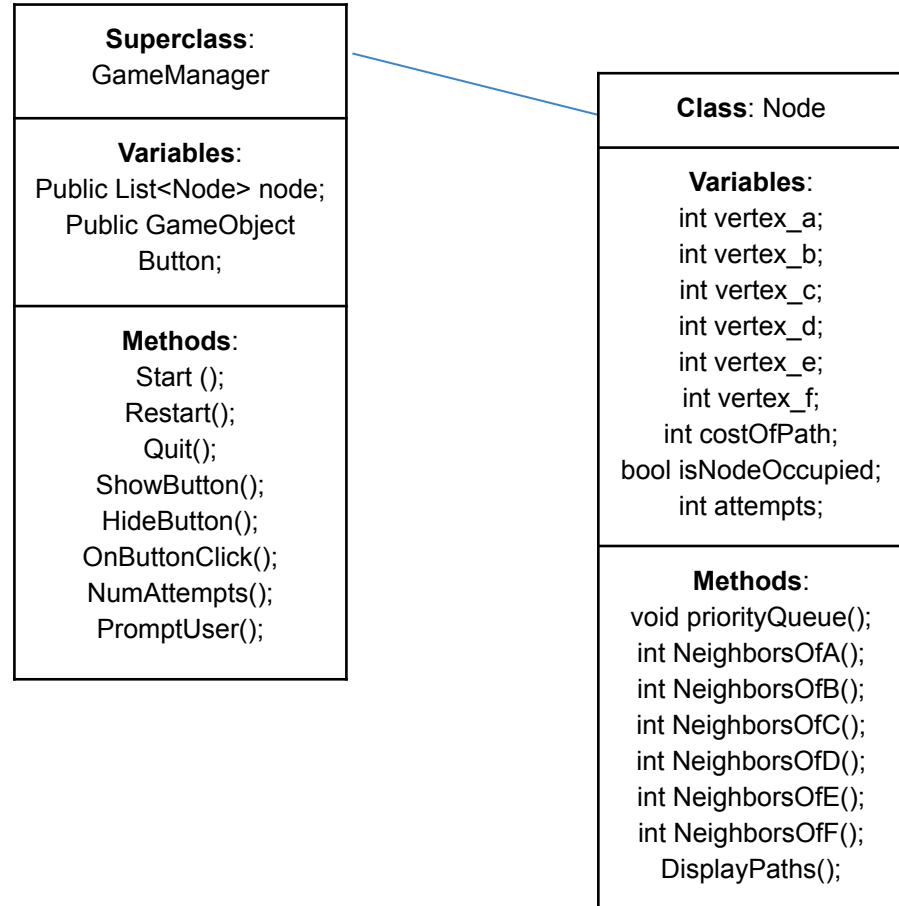 Superclass:
GameManager
Variables:
Public List<Node> node;
Public GameObject
Button;
Methods:
Start ();
Restart();
Quit();
ShowButton();
HideButton();
OnButtonClick();
NumAttempts();
PromptUser();
Class: Node
Variables:
int vertex_a;
int vertex_b;
int vertex_c;
int vertex_d;
int vertex_e;
int vertex_f;
int costOfPath;
bool isNodeOccupied;
int attempts;
Methods:
void priorityQueue();
int NeighborsOfA();
int NeighborsOfB();
int NeighborsOfC();
int NeighborsOfD();
int NeighborsOfE();
int NeighborsOfF();
DisplayPaths();